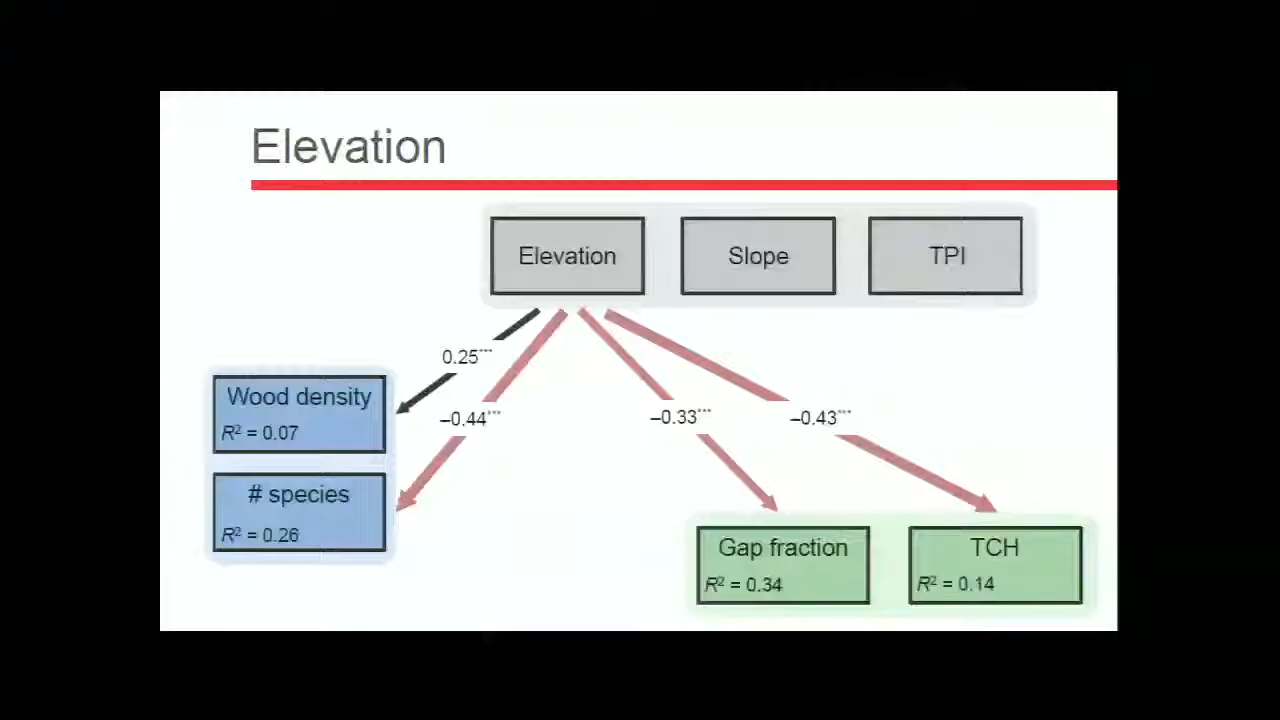 Elevation
Elevation
Slope
TPI
0.25***
–0.44***
–0.33***
–0.43***
Wood density
R² = 0.07
# species
R² = 0.26
Gap fraction
R² = 0.34
TCH
R² = 0.14